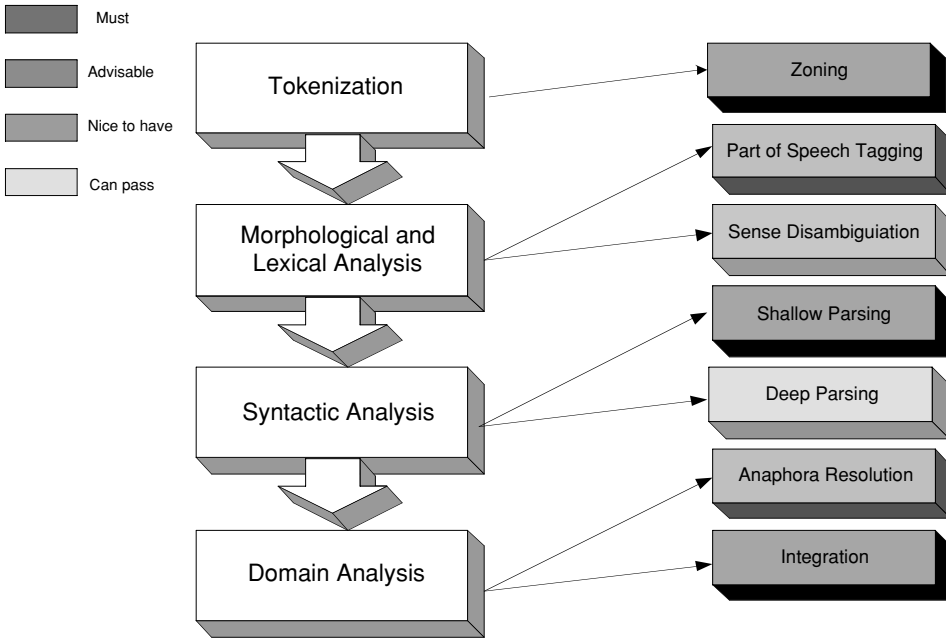 Must
Advisable
Nice to have
Can pass
Tokenization
Morphological and
Lexical Analysis
Syntactic Analysis
Domain Analysis
Zoning
Part of Speech Tagging
Sense Disambiguiation
Shallow Parsing
Deep Parsing
Anaphora Resolution
Integration